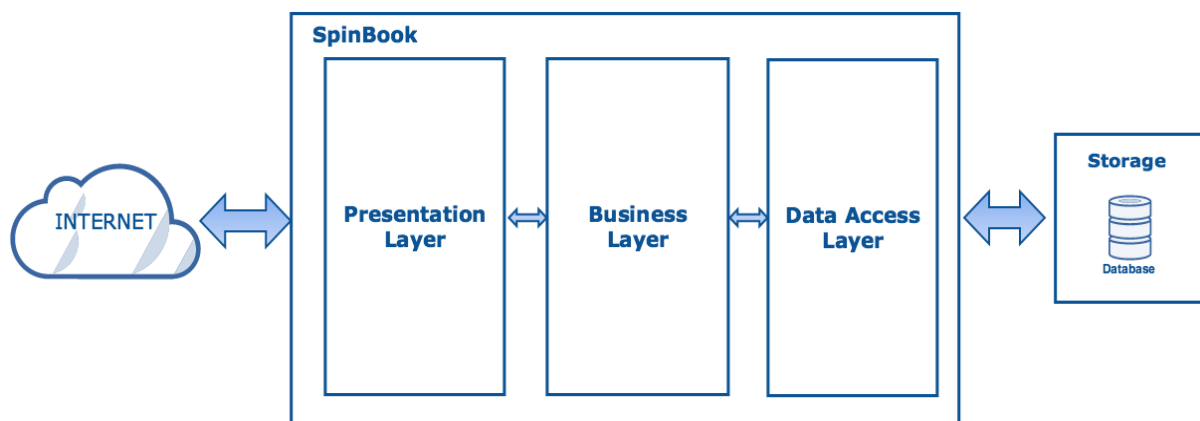 SpinBook
INTERNET
Presentation
Layer
Business
Layer
Data Access
Layer
Storage
Database